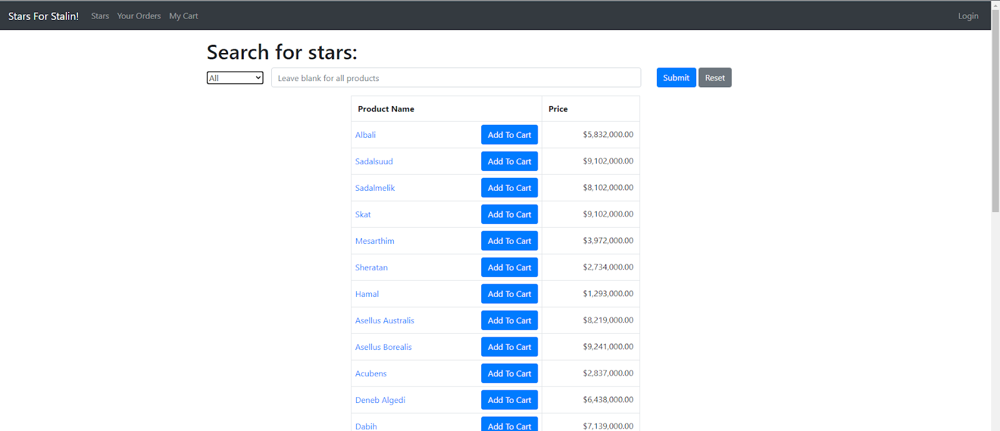 Stars For Stalin! Stars Your Orders My Cart Login
Search for stars:
All Leave blank for all products Submit Reset
Product Name Price
Albali Add To Cart $5,832,000.00
Sadalsuud Add To Cart $9,102,000.00
Sadalmelik Add To Cart $8,102,000.00
Skat Add To Cart $9,102,000.00
Mesarthim Add To Cart $3,972,000.00
Sheratan Add To Cart $2,734,000.00
Hamal Add To Cart $1,293,000.00
Asellus Australis Add To Cart $8,219,000.00
Asellus Borealis Add To Cart $9,241,000.00
Acubens Add To Cart $2,837,000.00
Deneb Algedi Add To Cart $6,438,000.00
Dabih Add To Cart $7,139,000.00